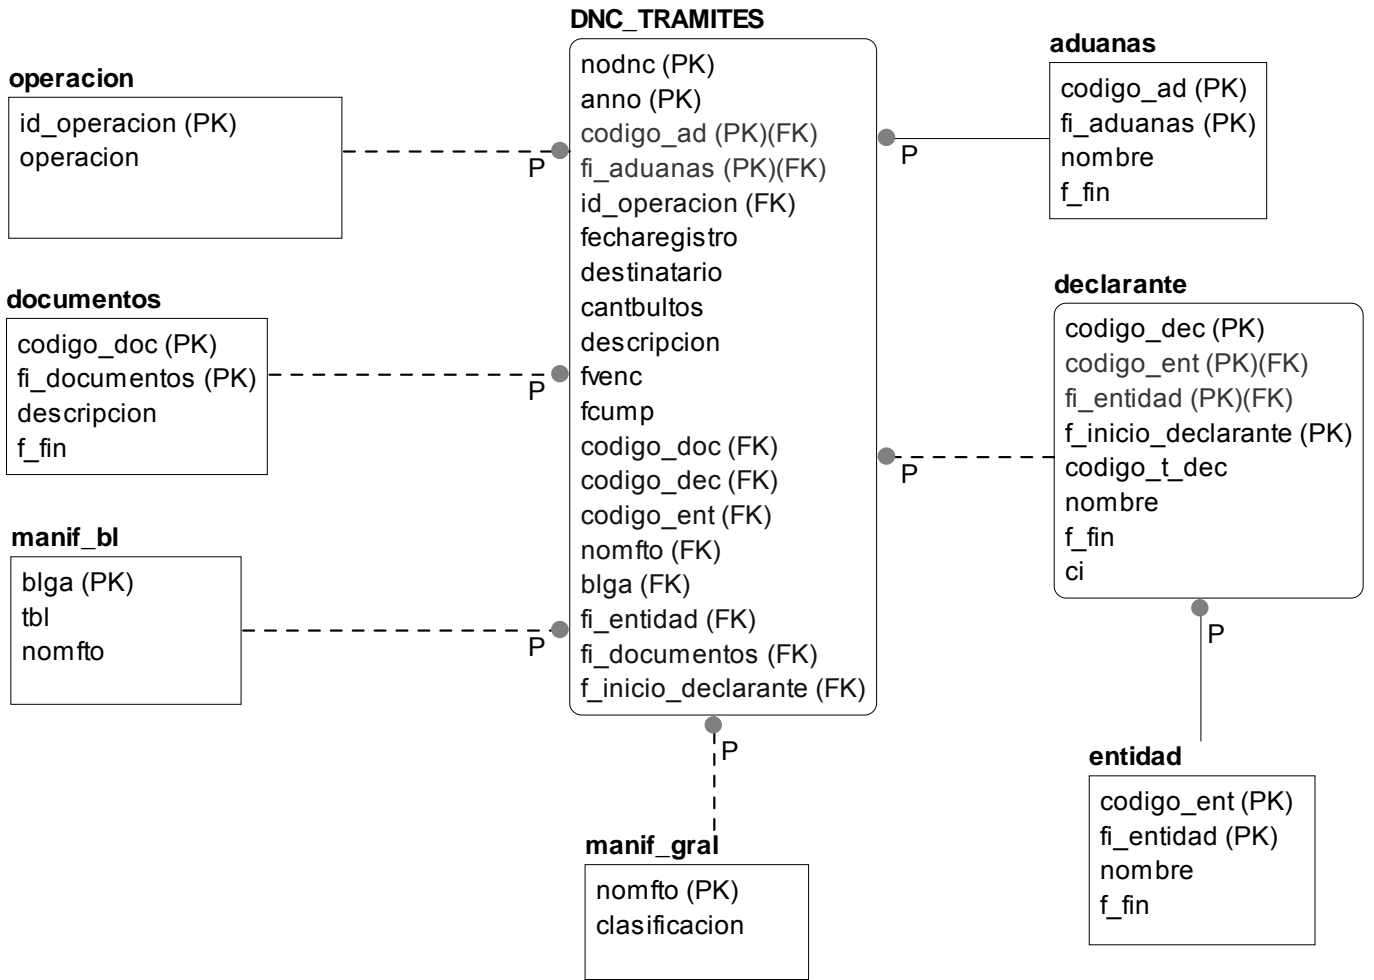 DNC_TRAMITES
nodnc (PK)
anno (PK)
codigo_ad (PK)(FK)
fi_aduanas (PK)(FK)
id_operacion (FK)
fecharegistro
destinatario
cantbultos
descripcion
fvenc
fcump
codigo_doc (FK)
codigo_dec (FK)
codigo_ent (FK)
nomfto (FK)
blga (FK)
fi_entidad (FK)
fi_documentos (FK)
f_inicio_declarante (FK)
operacion
id_operacion (PK)
operacion
P
documentos
codigo_doc (PK)
fi_documentos (PK)
descripcion
f_fin
P
manif_bl
blga (PK)
tbl
nomfto
P
aduanas
codigo_ad (PK)
fi_aduanas (PK)
nombre
f_fin
P
declarante
codigo_dec (PK)
codigo_ent (PK)(FK)
fi_entidad (PK)(FK)
f_inicio_declarante (PK)
codigo_t_dec
nombre
f_fin
ci
P
P
entidad
codigo_ent (PK)
fi_entidad (PK)
nombre
f_fin
P
manif_gral
nomfto (PK)
clasificacion